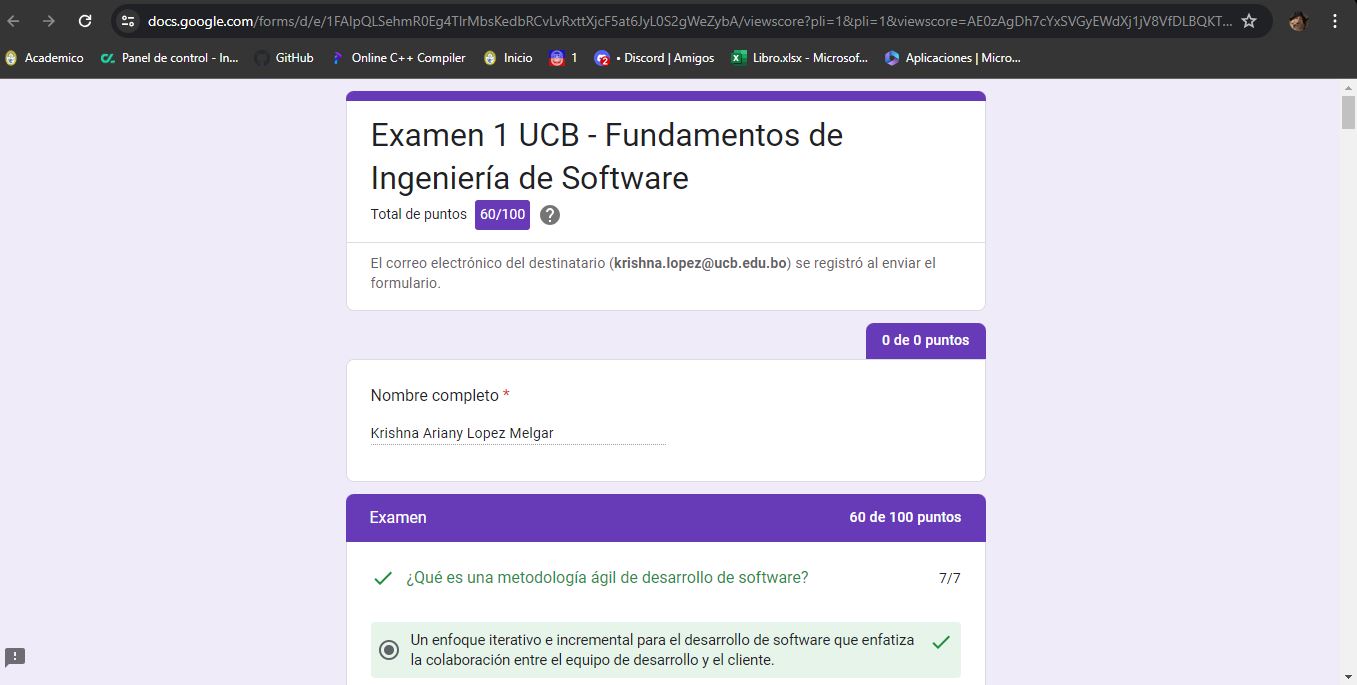 docs.google.com/forms/d/e/1FAIpQLSehmR0Eg4TlrMbsKedbRCvLvRxttXjcF5at6JyL0S2gWeZybA/viewscore?pli=1&pli=1&viewscore=AE0zAgDh7cYxSVGyEWdXj1jV8VfDLBQKT...
Academico Panel de control - In... GitHub Online C++ Compiler Inicio 1 • Discord | Amigos Libro.xlsx - Microsof... Aplicaciones | Micro...
Examen 1 UCB - Fundamentos de
Ingeniería de Software
Total de puntos 60/100 ?
El correo electrónico del destinatario (krishna.lopez@ucb.edu.bo) se registró al enviar el
formulario.
0 de 0 puntos
Nombre completo *
Krishna Ariany Lopez Melgar
Examen 60 de 100 puntos
¿Qué es una metodología ágil de desarrollo de software? 7/7
Un enfoque iterativo e incremental para el desarrollo de software que enfatiza
la colaboración entre el equipo de desarrollo y el cliente.